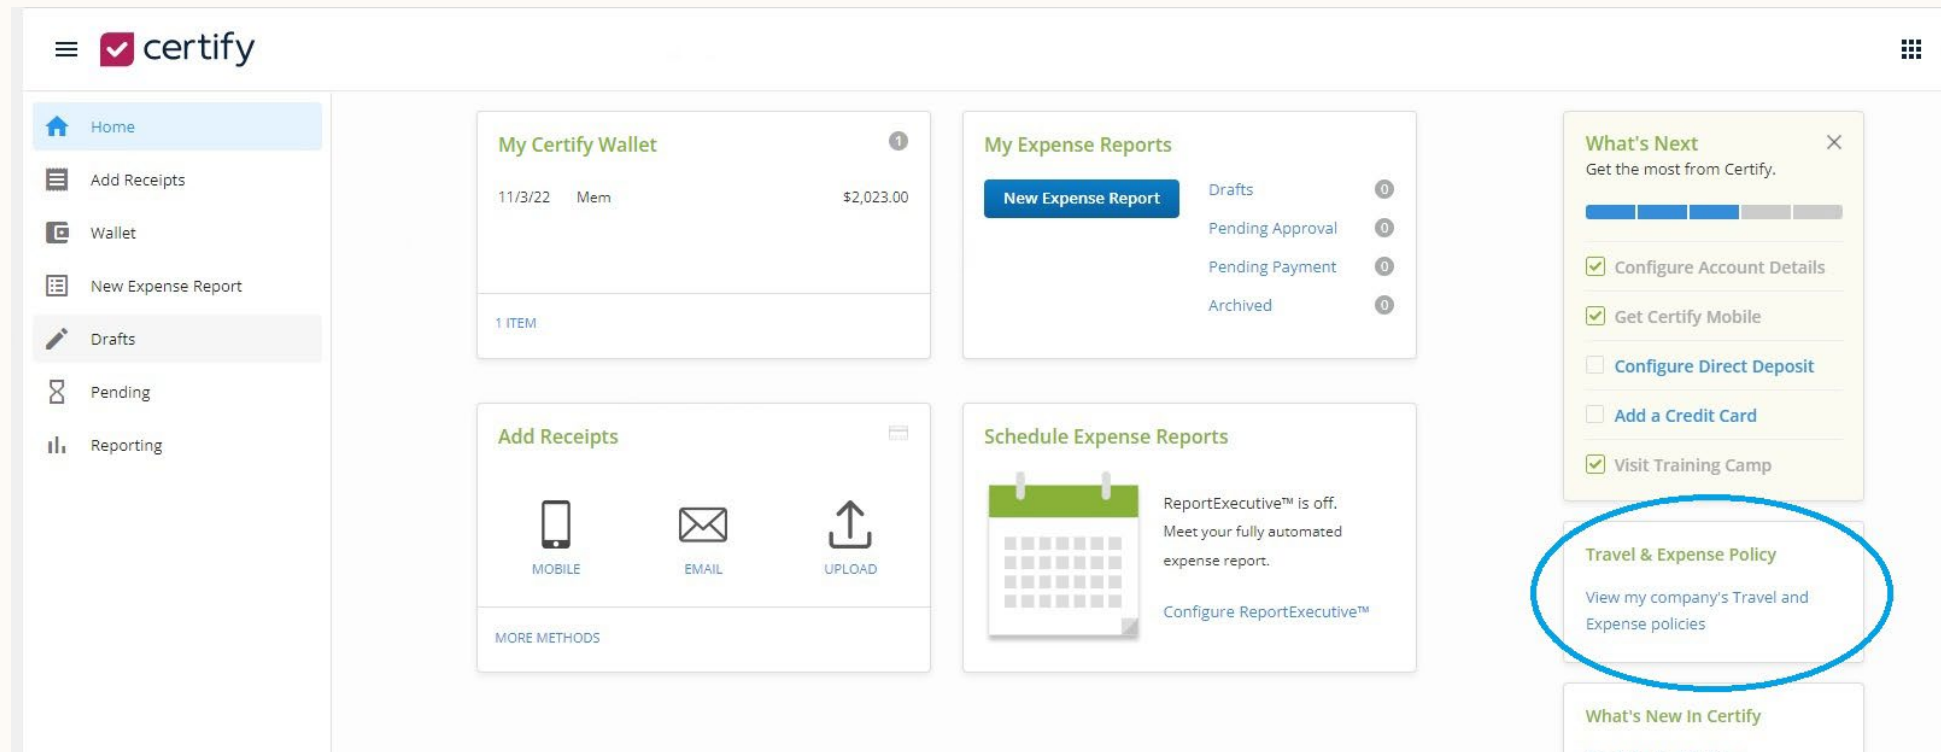 certify
Home
Add Receipts
Wallet
New Expense Report
Drafts
Pending
Reporting
My Certify Wallet 1
11/3/22 Mem $2,023.00
1 ITEM
My Expense Reports
New Expense Report
Drafts 0
Pending Approval 0
Pending Payment 0
Archived 0
Add Receipts
MOBILE EMAIL UPLOAD
MORE METHODS
Schedule Expense Reports
ReportExecutive™ is off.
Meet your fully automated
expense report.
Configure ReportExecutive™
What's Next
Get the most from Certify.
Configure Account Details
Get Certify Mobile
Configure Direct Deposit
Add a Credit Card
Visit Training Camp
Travel & Expense Policy
View my company's Travel and
Expense policies
What's New In Certify